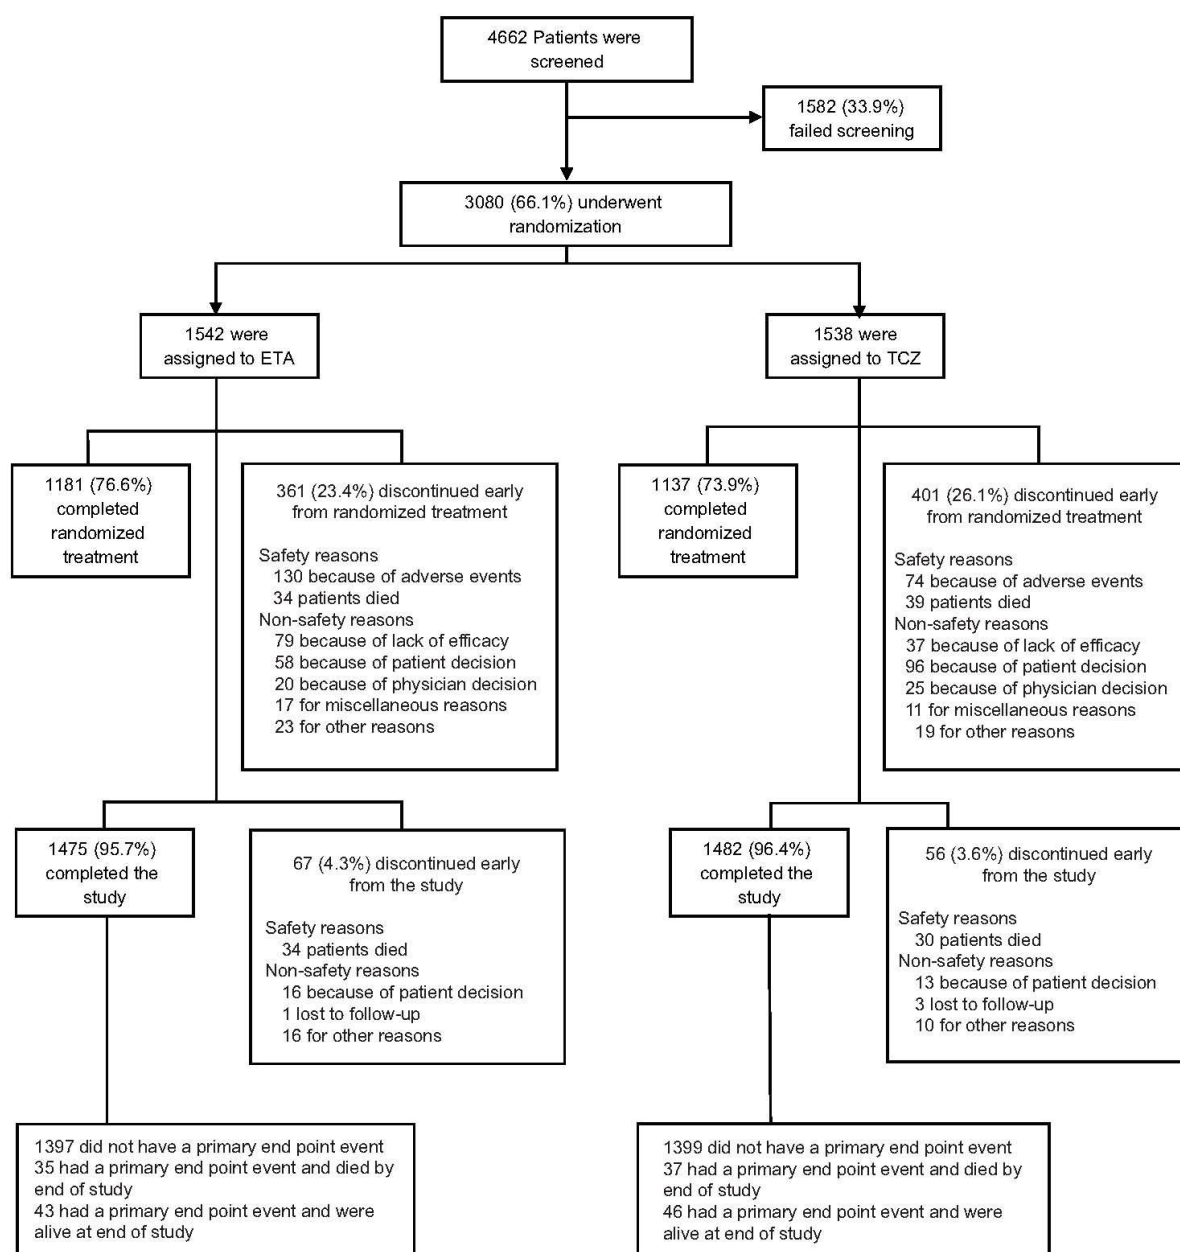 4662 Patients were
screened
1582 (33.9%)
failed screening
3080 (66.1%) underwent
randomization
1542 were
assigned to ETA
1538 were
assigned to TCZ
1181 (76.6%)
completed
randomized
treatment
361 (23.4%) discontinued early
from randomized treatment
Safety reasons
130 because of adverse events
34 patients died
Non-safety reasons
79 because of lack of efficacy
58 because of patient decision
20 because of physician decision
17 for miscellaneous reasons
23 for other reasons
1137 (73.9%)
completed
randomized
treatment
401 (26.1%) discontinued early
from randomized treatment
Safety reasons
74 because of adverse events
39 patients died
Non-safety reasons
37 because of lack of efficacy
96 because of patient decision
25 because of physician decision
11 for miscellaneous reasons
19 for other reasons
1475 (95.7%)
completed the
study
67 (4.3%) discontinued early
from the study
Safety reasons
34 patients died
Non-safety reasons
16 because of patient decision
1 lost to follow-up
16 for other reasons
1482 (96.4%)
completed the
study
56 (3.6%) discontinued early
from the study
Safety reasons
30 patients died
Non-safety reasons
13 because of patient decision
3 lost to follow-up
10 for other reasons
1397 did not have a primary end point event
35 had a primary end point event and died by
end of study
43 had a primary end point event and were
alive at end of study
1399 did not have a primary end point event
37 had a primary end point event and died by
end of study
46 had a primary end point event and were
alive at end of study